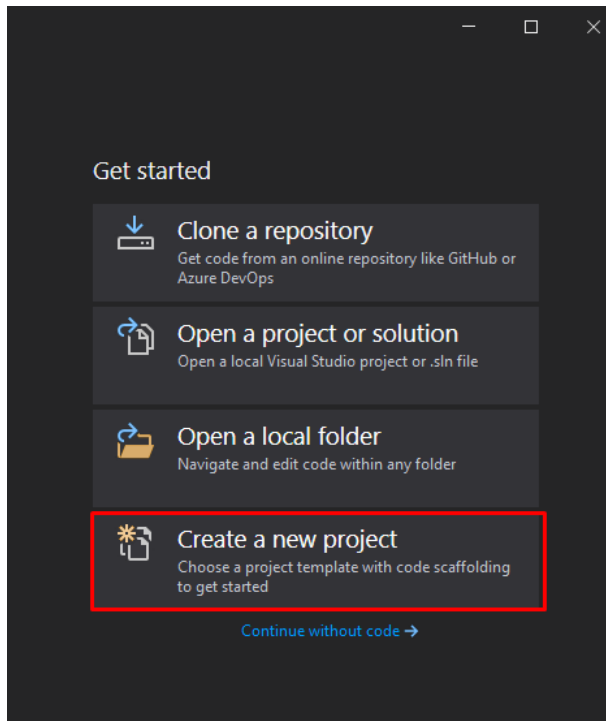 Get started
Clone a repository
Get code from an online repository like GitHub or
Azure DevOps
Open a project or solution
Open a local Visual Studio project or .sln file
Open a local folder
Navigate and edit code within any folder
Create a new project
Choose a project template with code scaffolding
to get started
Continue without code →